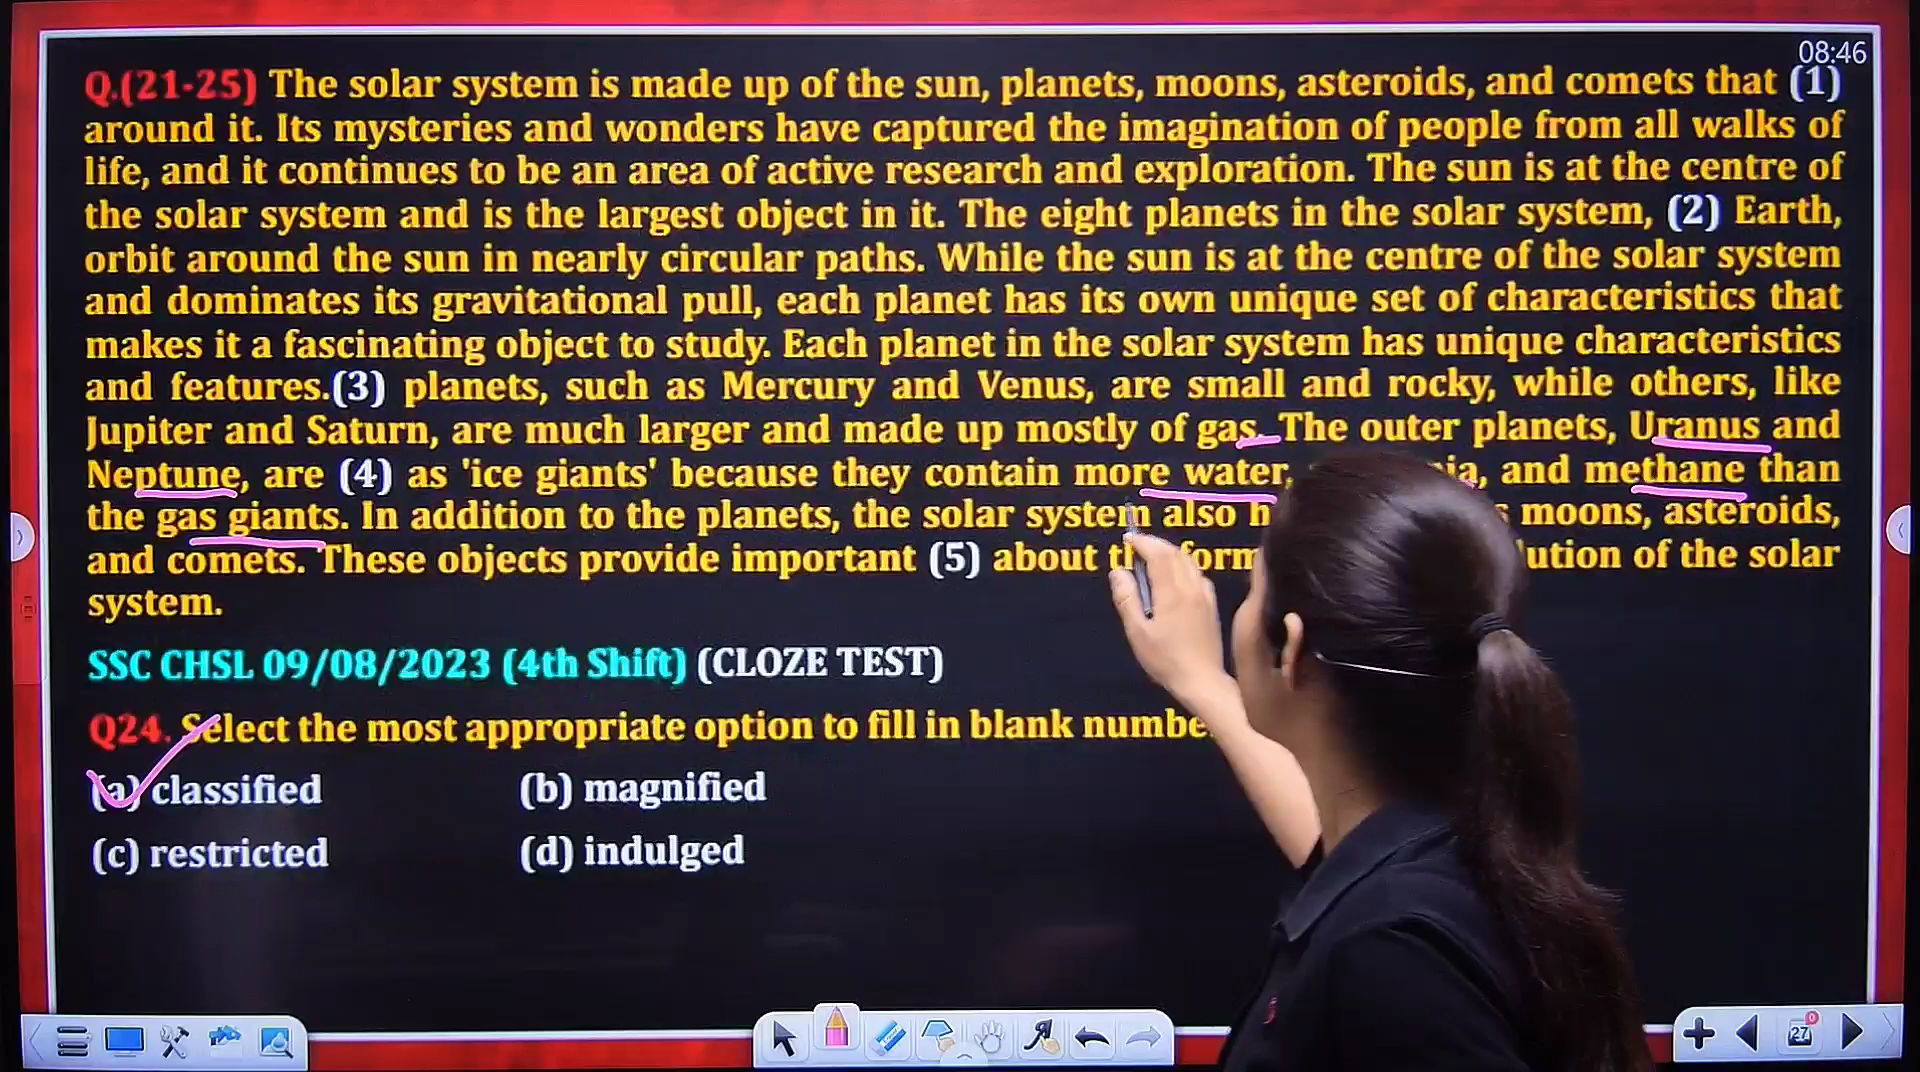 08:46
Q.(21-25) The solar system is made up of the sun, planets, moons, asteroids, and comets that (1)
around it. Its mysteries and wonders have captured the imagination of people from all walks of
life, and it continues to be an area of active research and exploration. The sun is at the centre of
the solar system and is the largest object in it. The eight planets in the solar system, (2) Earth,
orbit around the sun in nearly circular paths. While the sun is at the centre of the solar system
and dominates its gravitational pull, each planet has its own unique set of characteristics that
makes it a fascinating object to study. Each planet in the solar system has unique characteristics
and features.(3) planets, such as Mercury and Venus, are small and rocky, while others, like
Jupiter and Saturn, are much larger and made up mostly of gas. The outer planets, Uranus and
Neptune, are (4) as 'ice giants' because they contain more water, and methane than
the gas giants. In addition to the planets, the solar system also moons, asteroids,
and comets. These objects provide important (5) about of the solar
system.
SSC CHSL 09/08/2023 (4th Shift) (CLOZE TEST)
Q24. Select the most appropriate option to fill in blank
(a) classified (b) magnified
(c) restricted (d) indulged
27
0